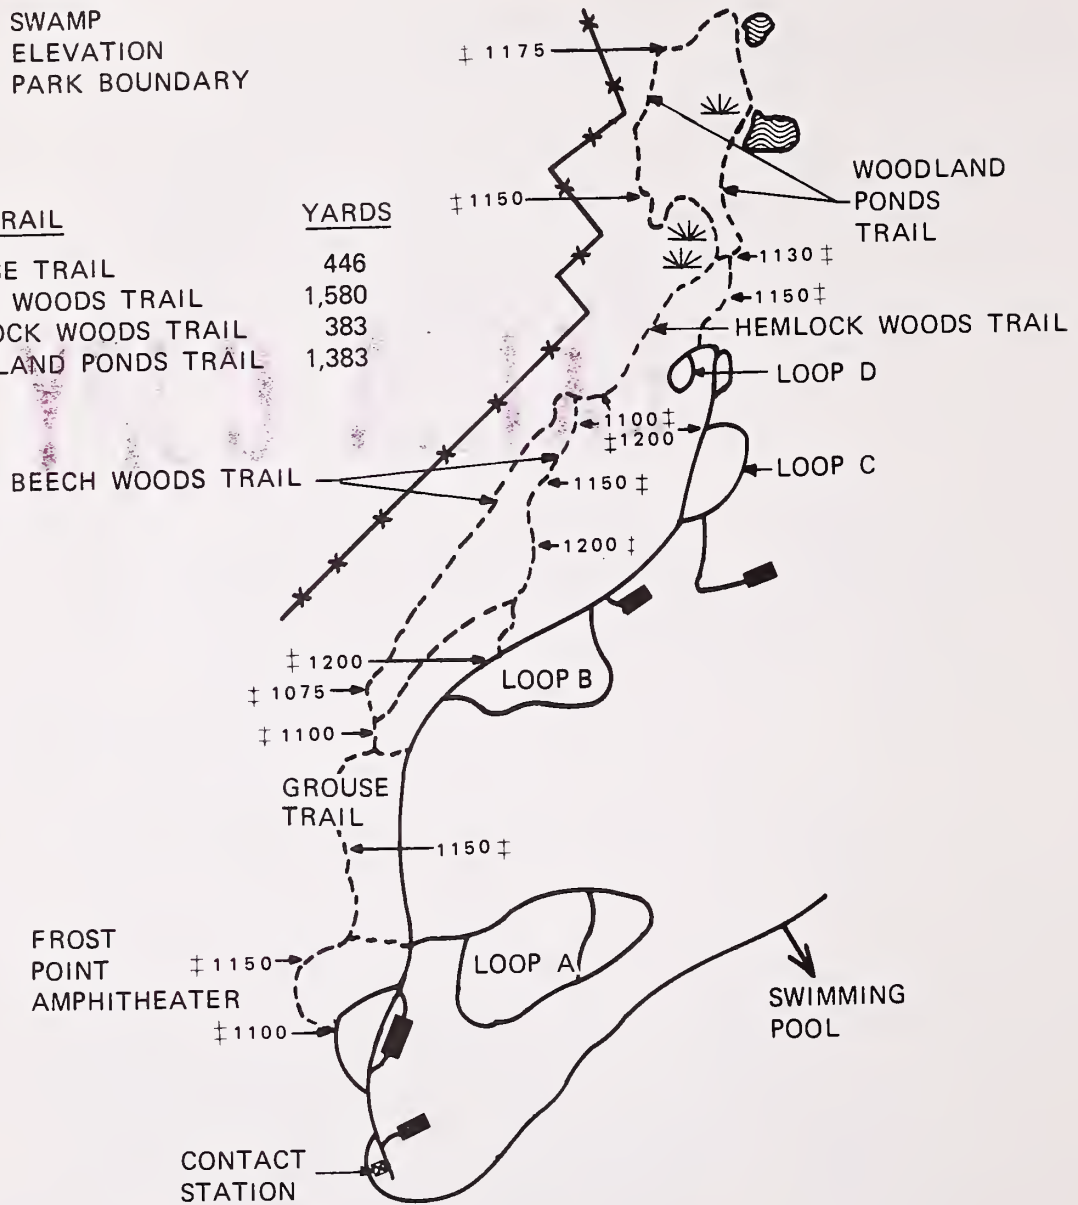 SWAMP
ELEVATION
PARK BOUNDARY
RAIL YARDS
E TRAIL 446
WOODS TRAIL 1,580
OCK WOODS TRAIL 383
LAND PONDS TRAIL 1,383
‡ 1175
‡ 1150
WOODLAND
PONDS
TRAIL
1130 ‡
1150 ‡
HEMLOCK WOODS TRAIL
LOOP D
1100 ‡
‡ 1200
LOOP C
BEECH WOODS TRAIL
1150 ‡
1200 ‡
‡ 1200
LOOP B
‡ 1075
‡ 1100
GROUSE
TRAIL
1150 ‡
FROST
POINT
AMPHITHEATER
‡ 1150
LOOP A
‡ 1100
SWIMMING
POOL
CONTACT
STATION